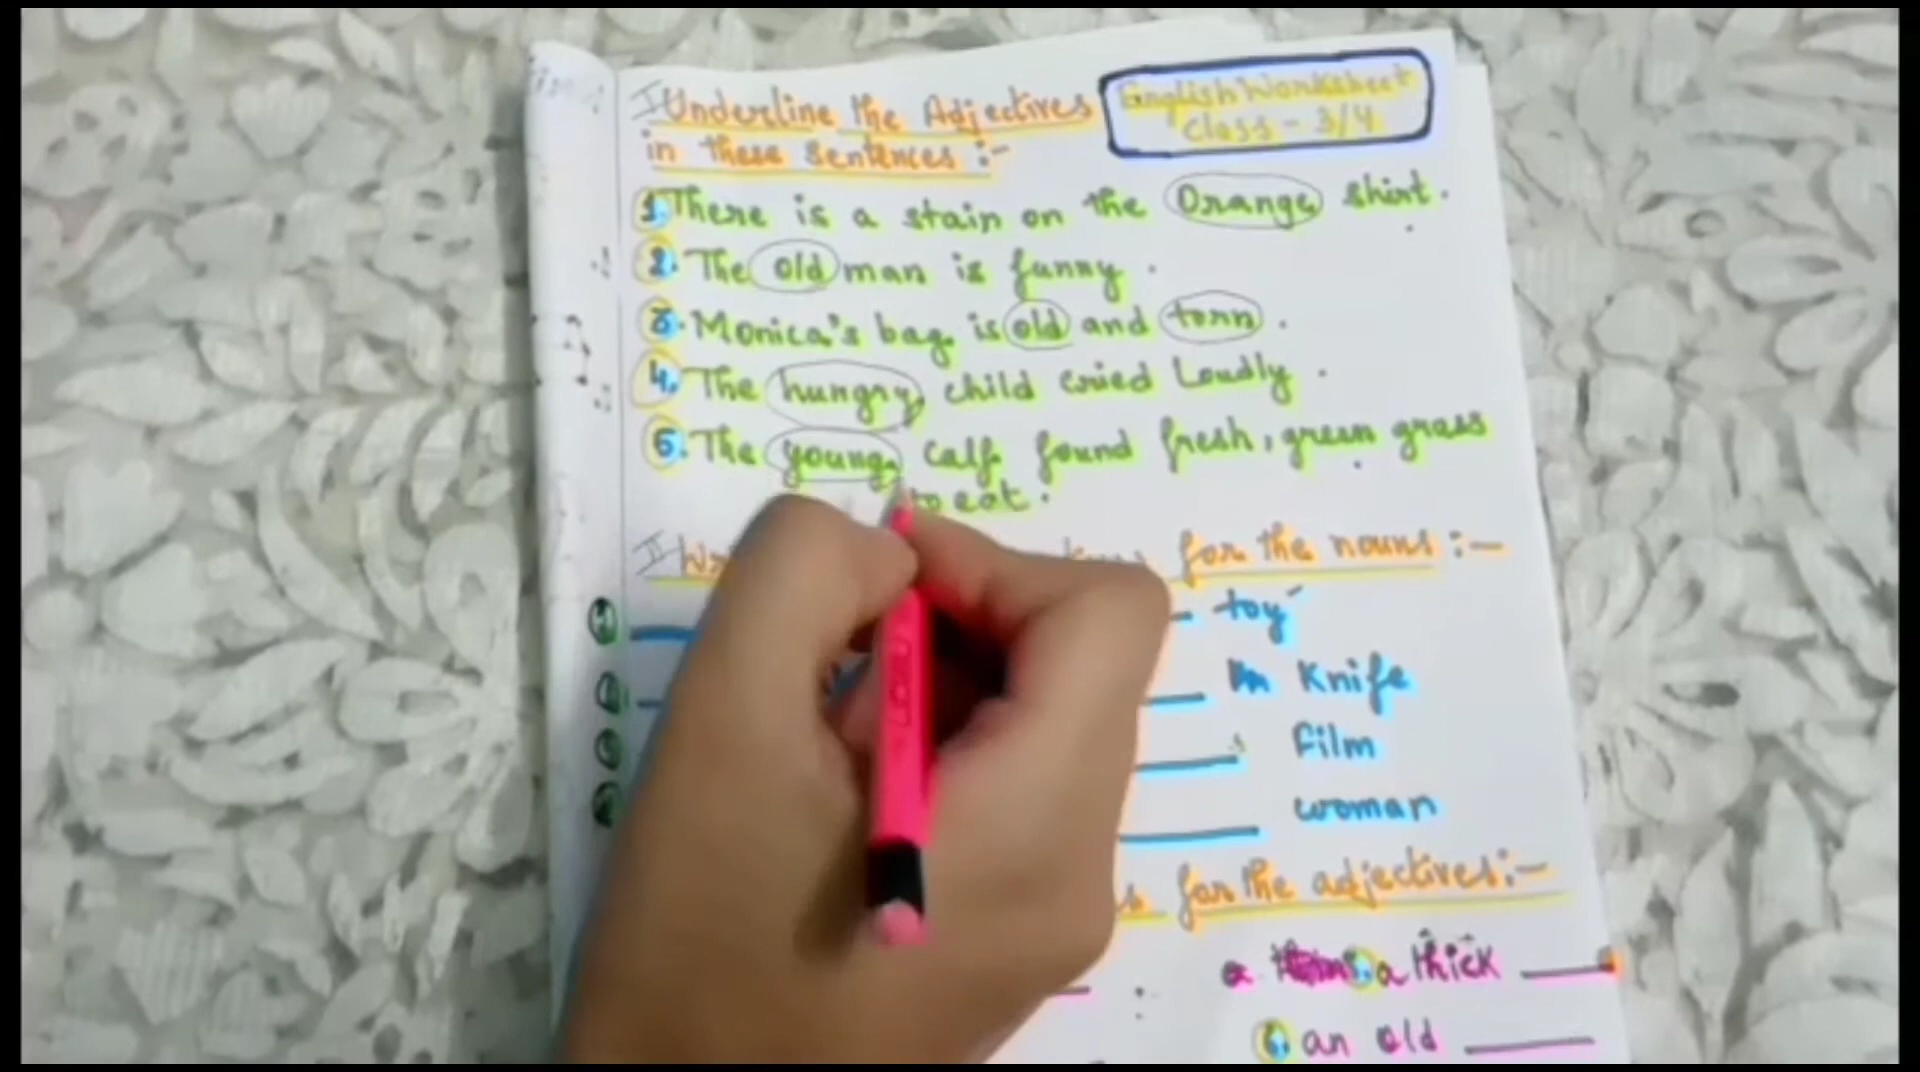 I Underline the Adjectives
in these sentences :-
English Worksheet
Class - 3/4
1. There is a stain on the Orange shirt.
2. The old man is funny.
3. Monica's bag is old and torn.
4. The hungry child cried Loudly.
5. The young calf found fresh, green grass
to eat.
II for the nouns :-
toy
Knife
film
woman
for the adjectives :-
a a thick
6. an old